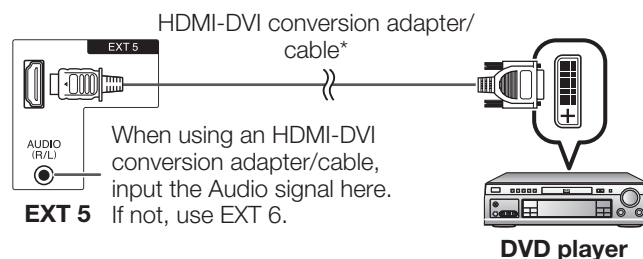 HDMI-DVI conversion adapter/
cable*
EXT 5
AUDIO
(R/L)
When using an HDMI-DVI
conversion adapter/cable,
input the Audio signal here.
If not, use EXT 6.
EXT 5
DVD player